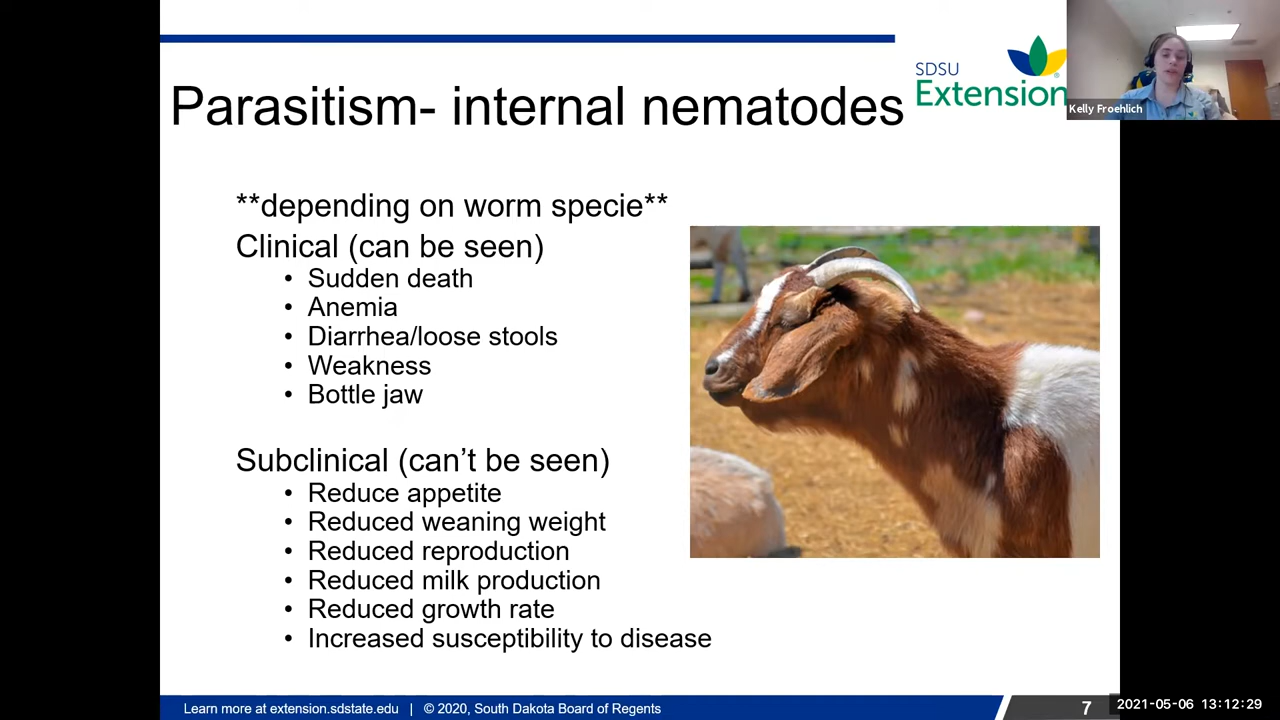 SDSU
Extension
Kelly Froehlich
Parasitism- internal nematodes
**depending on worm specie**
Clinical (can be seen)
• Sudden death
• Anemia
• Diarrhea/loose stools
• Weakness
• Bottle jaw
Subclinical (can’t be seen)
• Reduce appetite
• Reduced weaning weight
• Reduced reproduction
• Reduced milk production
• Reduced growth rate
• Increased susceptibility to disease
Learn more at extension.sdstate.edu | © 2020, South Dakota Board of Regents
7
2021-05-06 13:12:29